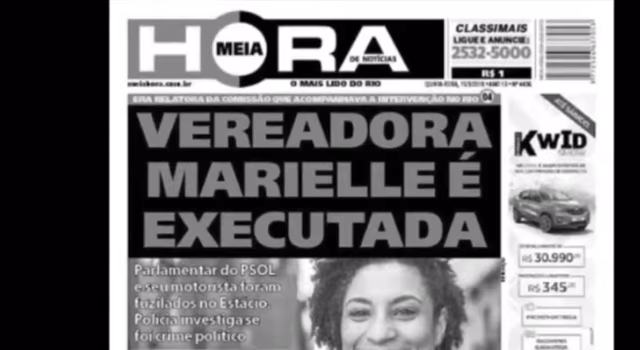 HORA
MEIA
DE NOTÍCIAS
O MAIS LIDO DO RIO
CLASSIMAIS
LIGUE E ANUNCIE:
2532-5000
R$ 1
ERA RELATORA DA COMISSÃO QUE ACOMPANHAVA A INTERVENÇÃO NO RIO
VEREADORA
MARIELLE É
EXECUTADA
Parlamentar do PSOL
e seu motorista foram
fuzilados no Estácio.
Polícia investiga se
foi crime político
KWID
R$ 30.990
R$ 345